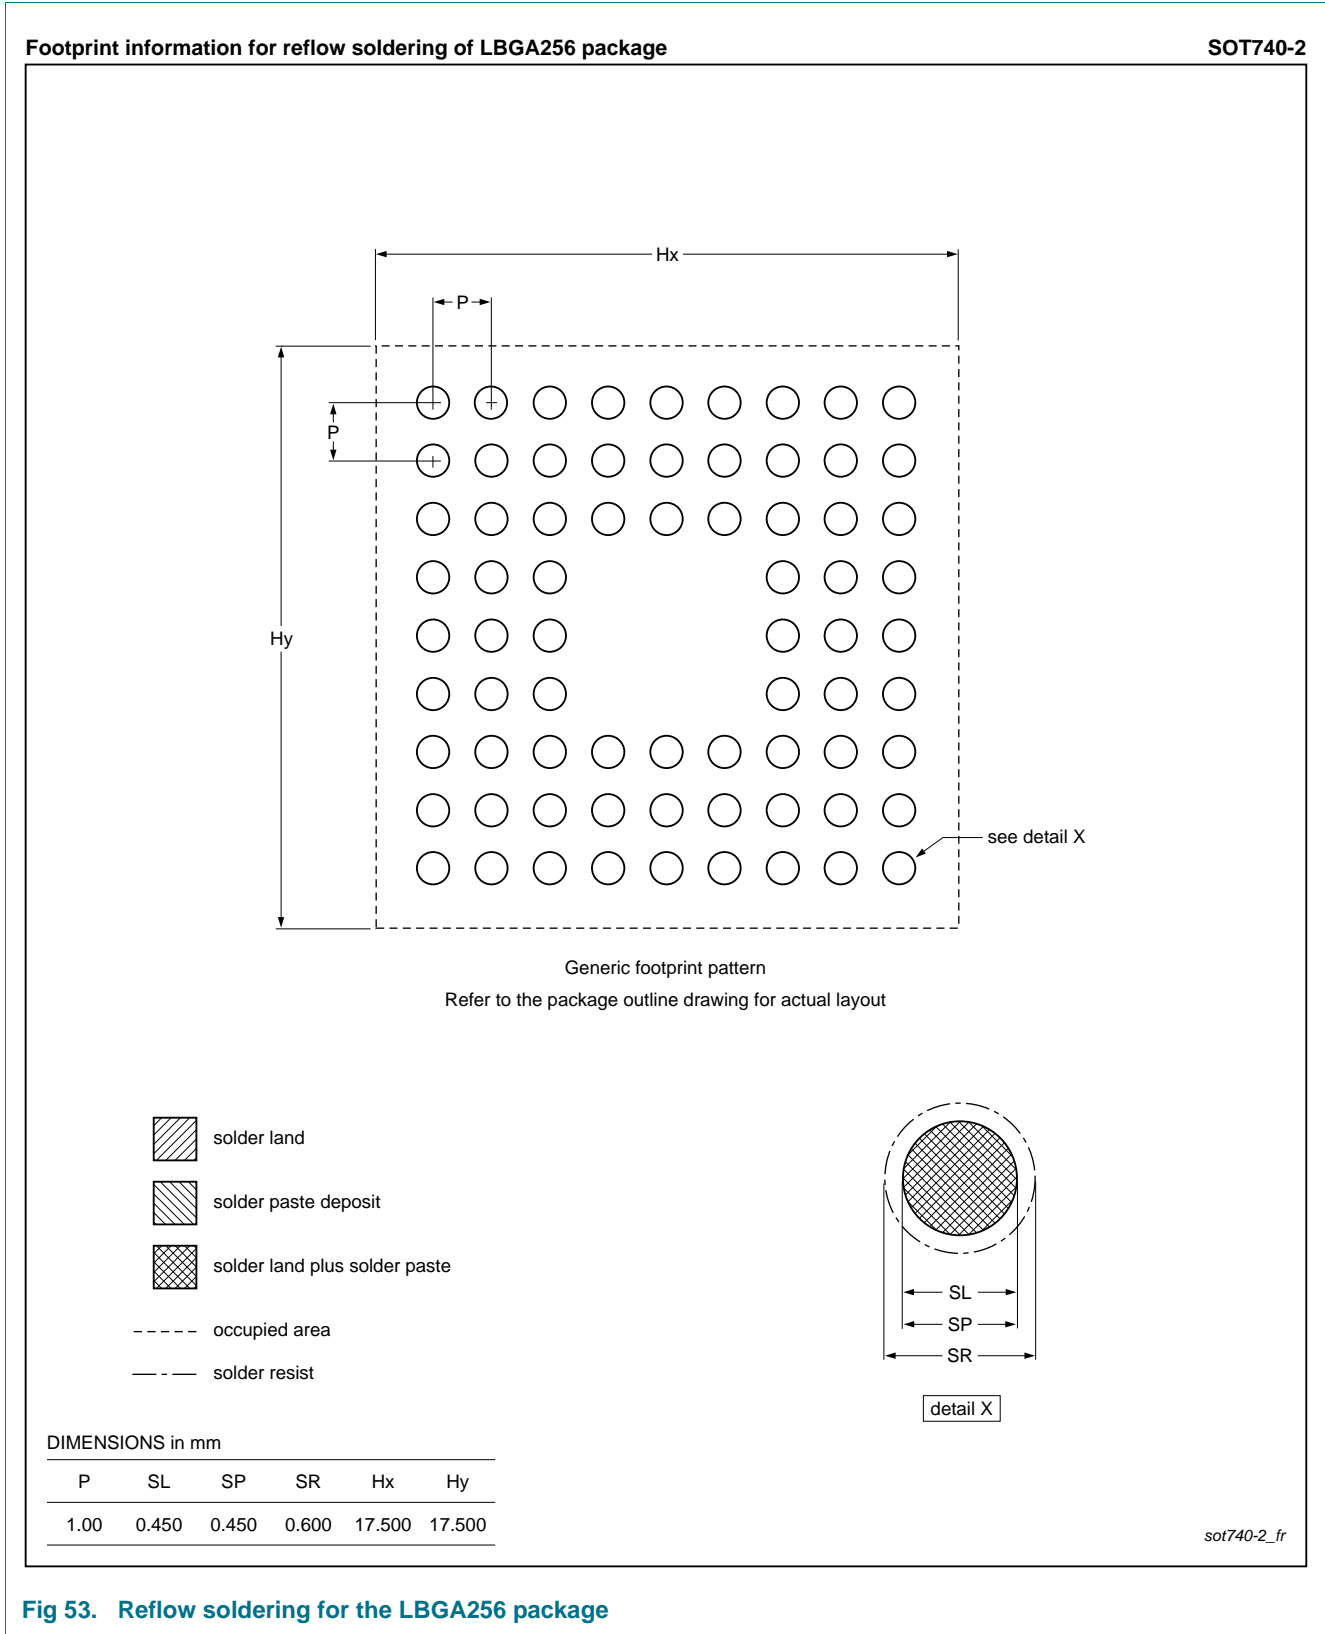 Footprint information for reflow soldering of LBGA256 package SOT740-2
Hx
P
P
Hy
see detail X
Generic footprint pattern
Refer to the package outline drawing for actual layout
solder land
solder paste deposit
solder land plus solder paste
occupied area
solder resist
SL
SP
SR
detail X
DIMENSIONS in mm
P SL SP SR Hx Hy
1.00 0.450 0.450 0.600 17.500 17.500
sot740-2_fr
Fig 53. Reflow soldering for the LBGA256 package